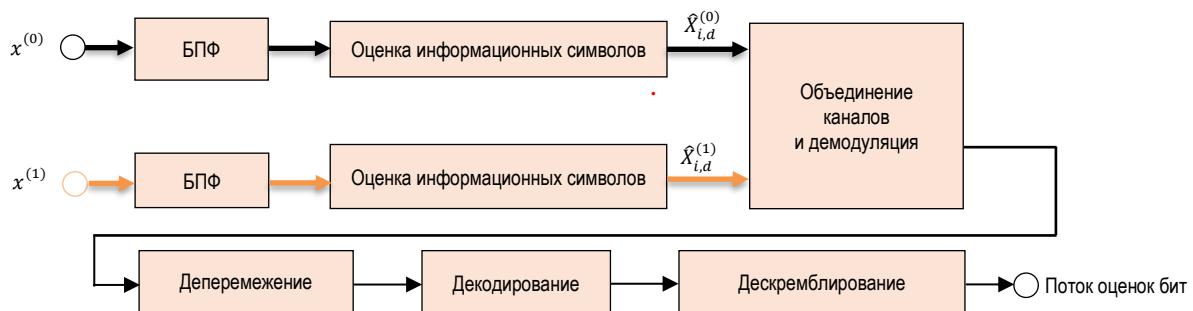 x^(0)
БПФ
Оценка информационных символов
X̂_{i,d}^(0)
Объединение
каналов
и демодуляция
x^(1)
БПФ
Оценка информационных символов
X̂_{i,d}^(1)
Деперемежение
Декодирование
Дескремблирование
Поток оценок бит